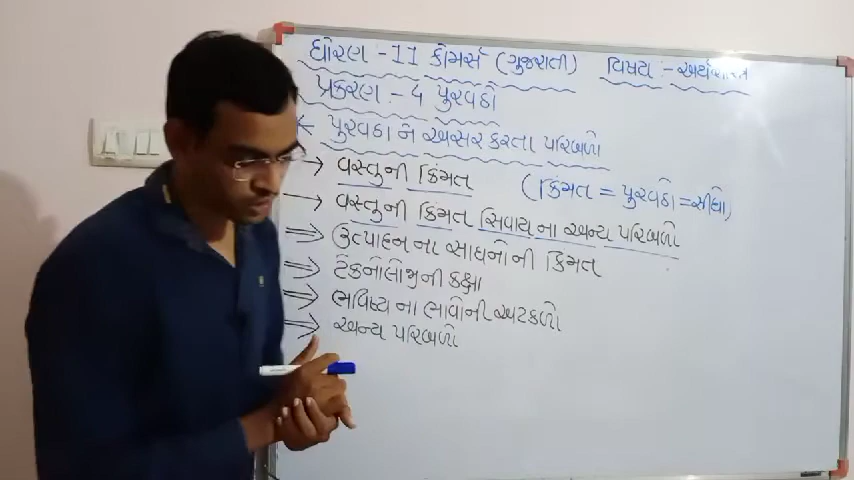 ધોરણ - 11 કોમર્સ (ગુજરાતી) વિષય :- અર્થશાસ્ત્ર
પ્રકરણ :- 4 પુરવઠો
પુરવઠા ને અસર કરતા પરિબળો
→ વસ્તુની કિંમત (કિંમત = પુરવઠો = સીધો)
→ વસ્તુની કિંમત સિવાય ના અન્ય પરિબળો
⇒ ઉત્પાદન ના સાધનોની કિંમત
⇒ ટેકનોલોજીની કક્ષા
⇒ ભવિષ્ય ના ભાવોની અટકળો
⇒ અન્ય પરિબળો